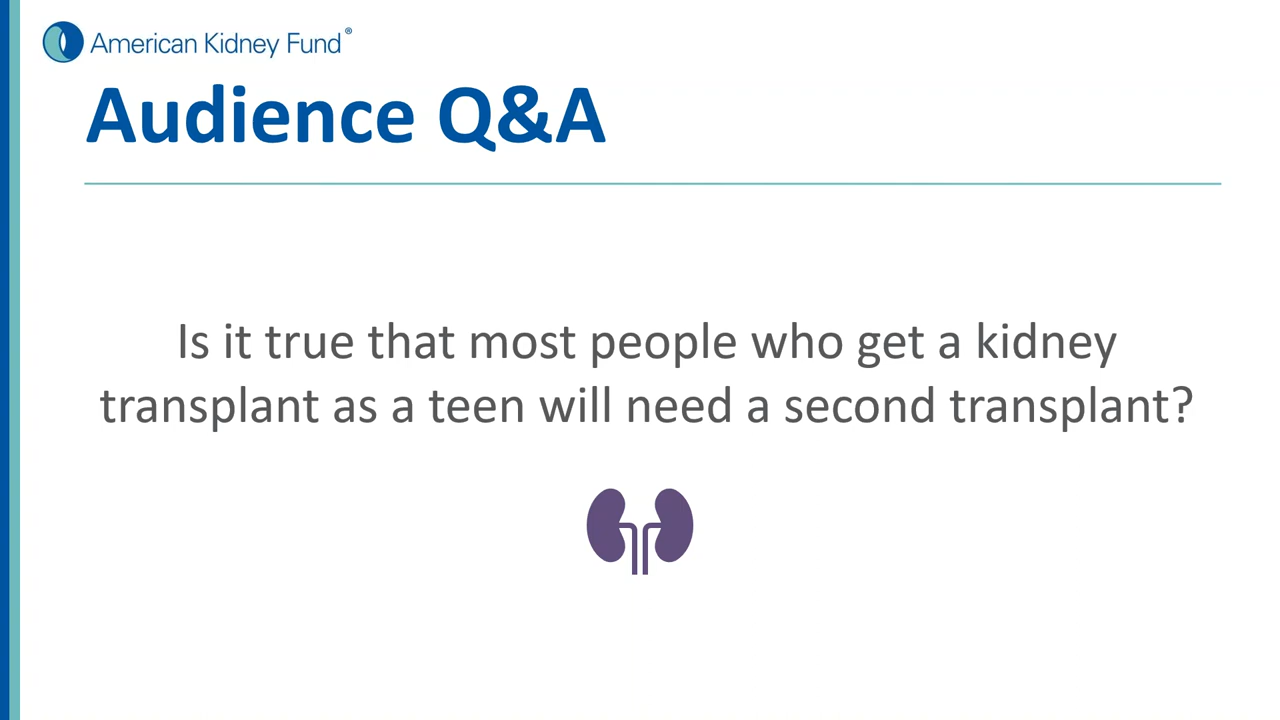 American Kidney Fund®
Audience Q&A
Is it true that most people who get a kidney
transplant as a teen will need a second transplant?